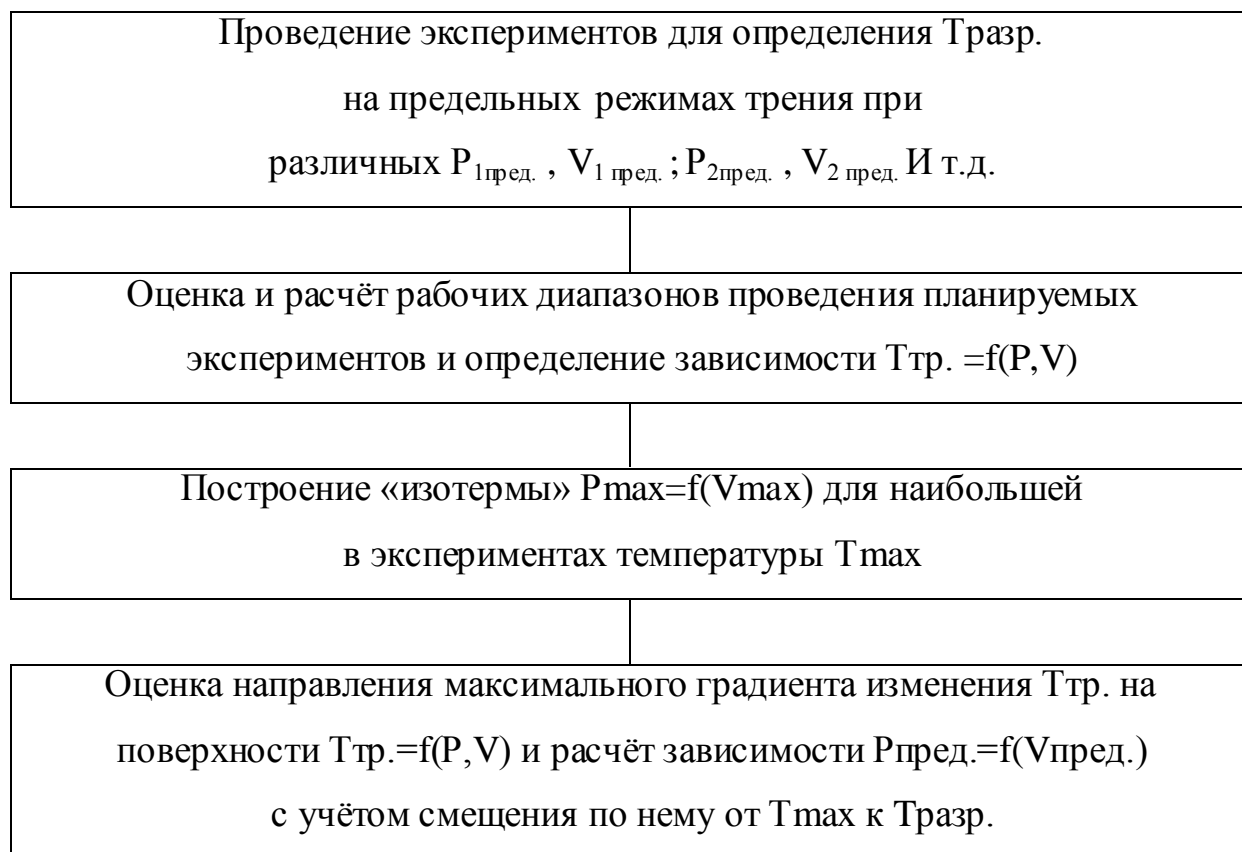 Проведение экспериментов для определения Тразр.
на предельных режимах трения при
различных P1пред. , V1 пред. ; P2пред. , V2 пред. И т.д.
Оценка и расчёт рабочих диапазонов проведения планируемых
экспериментов и определение зависимости Ттр. =f(P,V)
Построение «изотермы» Pmax=f(Vmax) для наибольшей
в экспериментах температуры Tmax
Оценка направления максимального градиента изменения Ттр. на
поверхности Ттр.=f(P,V) и расчёт зависимости Рпред.=f(Vпред.)
с учётом смещения по нему от Tmax к Тразр.